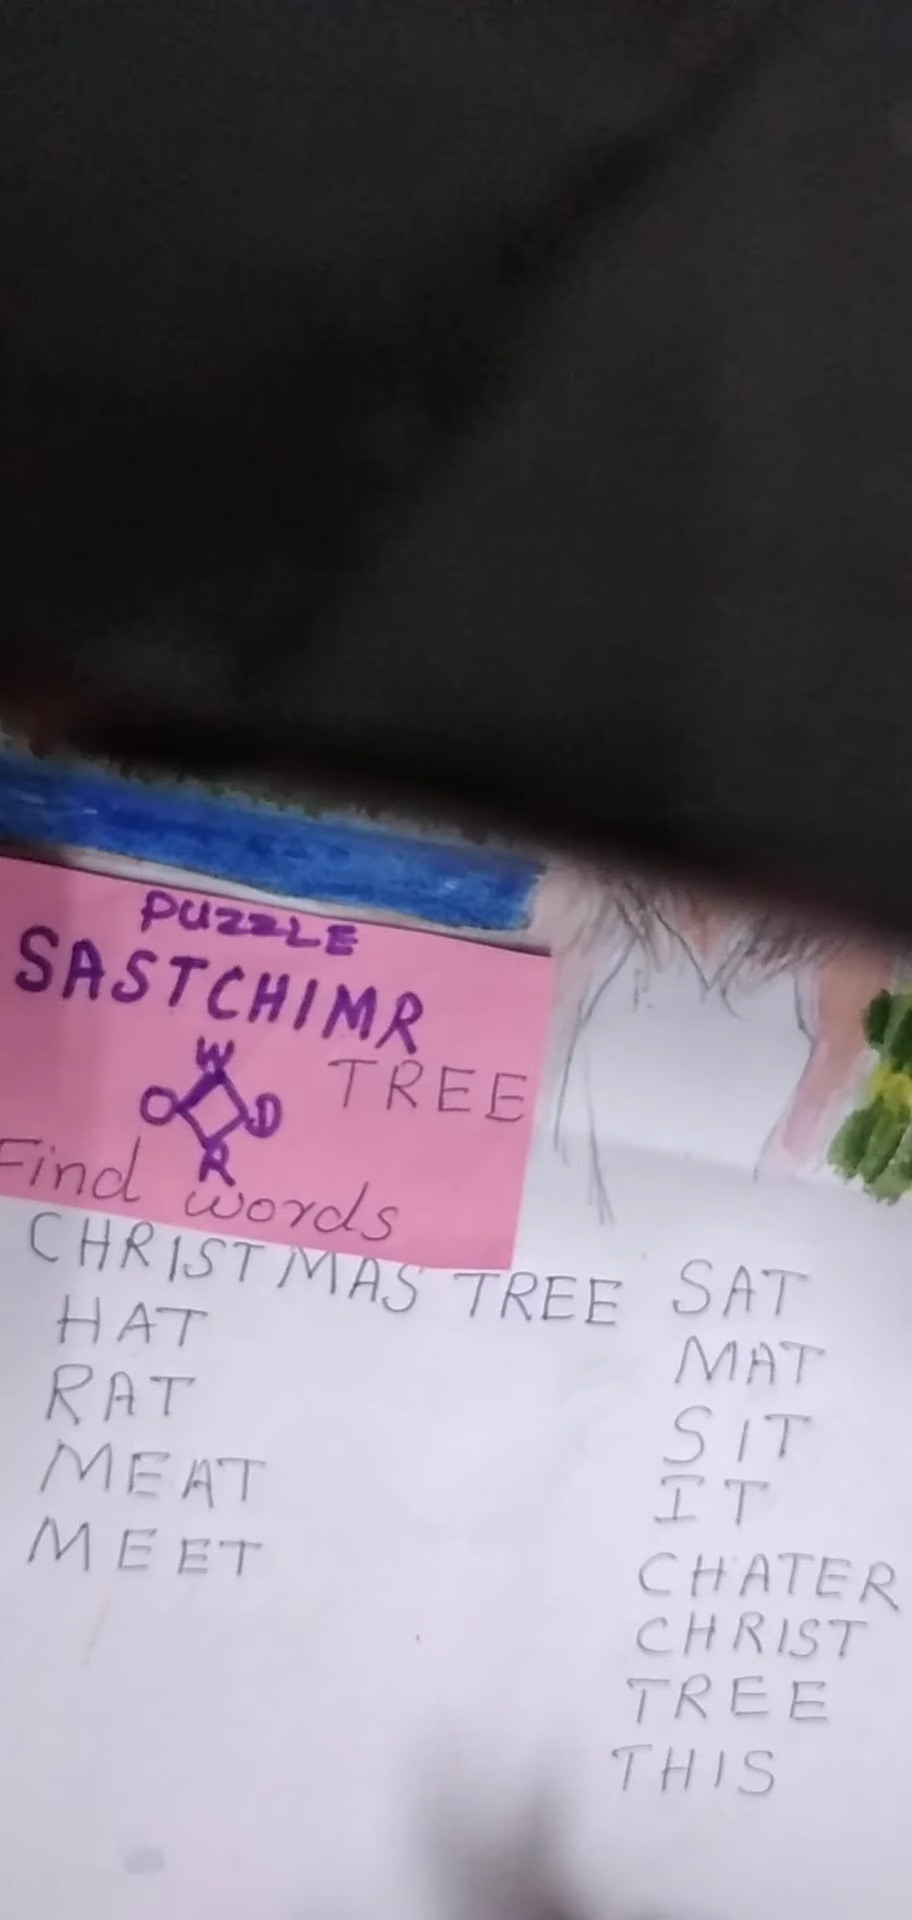 PUZZLE
SASTCHIMR
TREE
W
O D
R
Find words
CHRISTMAS TREE
HAT
RAT
MEAT
MEET
SAT
MAT
SIT
IT
CHATER
CHRIST
TREE
THIS